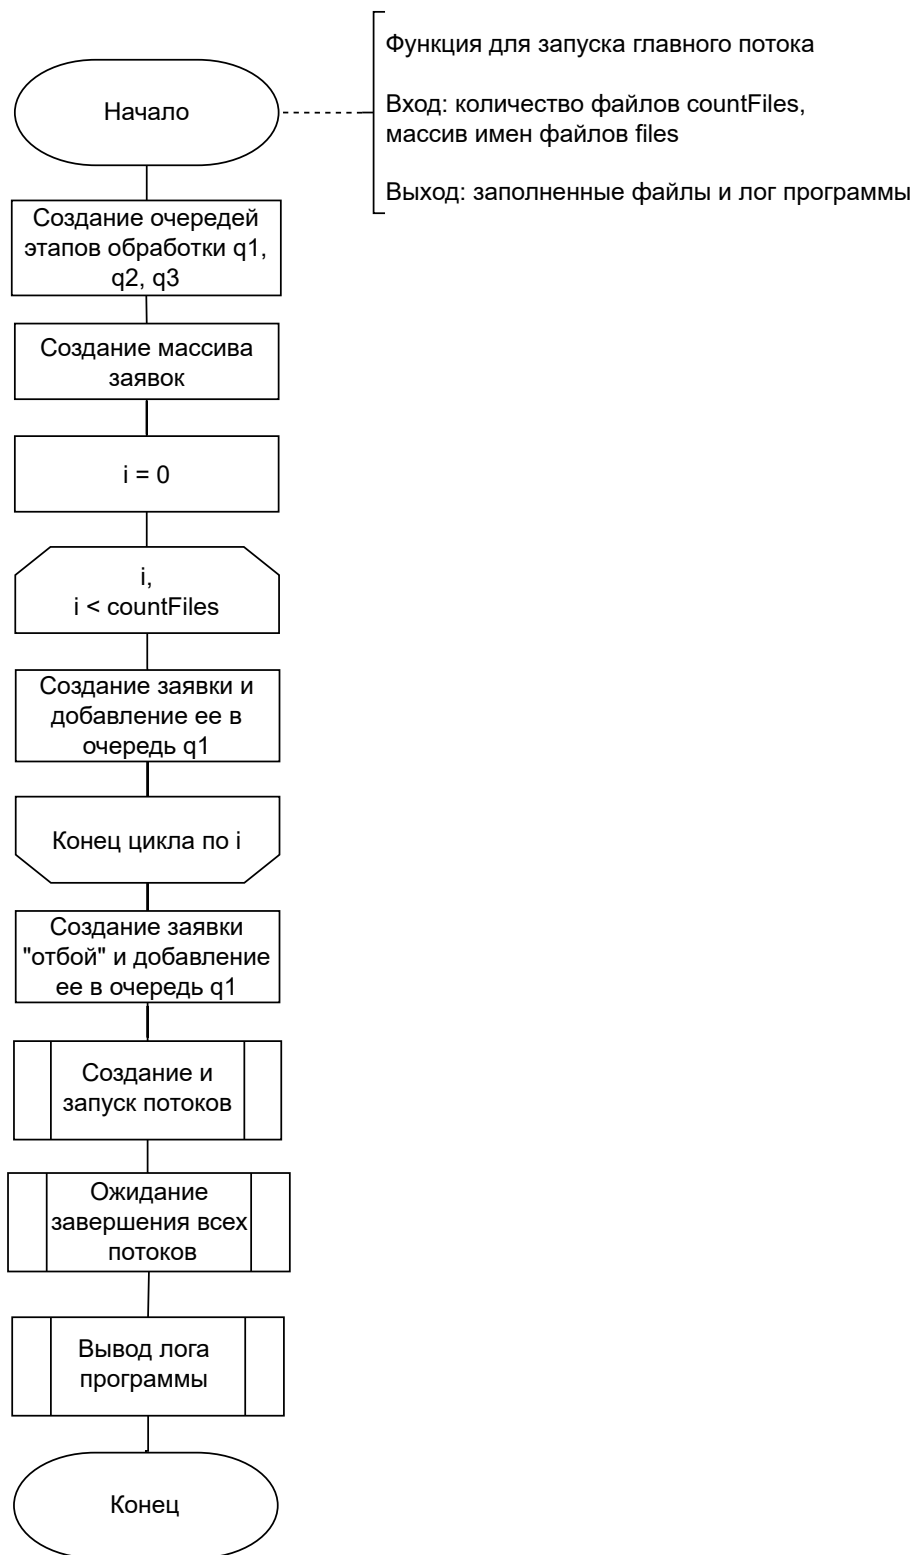 Функция для запуска главного потока
Вход: количество файлов countFiles,
массив имен файлов files
Выход: заполненные файлы и лог программы
Начало
Создание очередей
этапов обработки q1,
q2, q3
Создание массива
заявок
i = 0
i,
i < countFiles
Создание заявки и
добавление ее в
очередь q1
Конец цикла по i
Создание заявки
"отбой" и добавление
ее в очередь q1
Создание и
запуск потоков
Ожидание
завершения всех
потоков
Вывод лога
программы
Конец